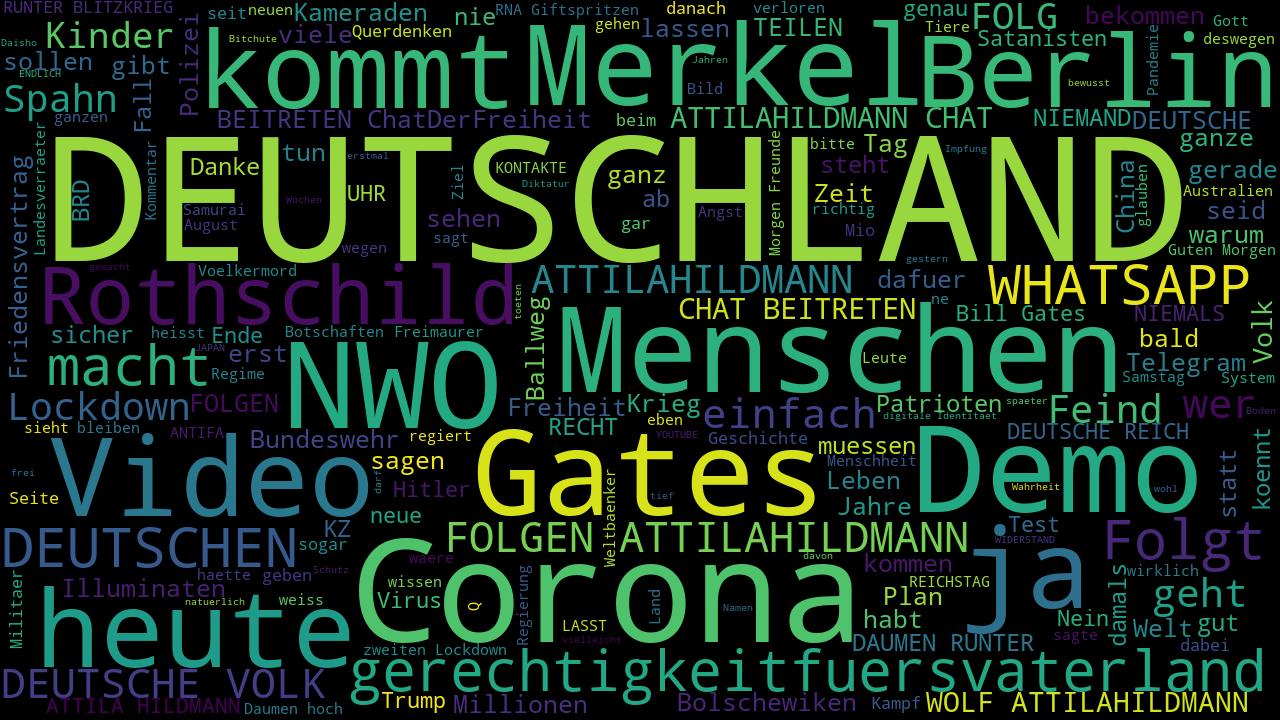 RUNTER BLITZKRIEG
seit
neuen
Kameraden
nie
RNA Giftspritzen
danach
verloren
genau
FOLG
bekommen
Gott
Daisho
Kinder
Polizei
Bitchute
viele
Querdenken
gehen
lassen
TEILEN
Tiere
Satanisten
Pandemie
deswegen
sollen
ENDLICH
gibt
kommt
Merkel
Jahren
Berlin
bewusst
Spahn
Fall
Bild
ganzen
BEITRETEN ChatDerFreiheit
beim
ATTILAHILDMANN CHAT
NIEMAND
DEUTSCHE
Landesverraeter
Kommentar
DEUTSCHLAND
ganze
Danke
tun
erstmal
KONTAKTE
ganz
Morgen Freunde
bitte
Tag
Impfung
steht
China
glauben
gerade
Friedensvertrag
BRD
Diktatur
Ziel
ab
Zeit
Australien
Samurai
Wochen
UHR
sehen
Angst
richtig
seid
August
gar
Mio
warum
wegen
sagt
gestern
Guten Morgen
gemacht
Rothschild
Voelkermord
ATTILAHILDMANN
dafuer
WHATSAPP
toeten
CHAT BEITRETEN
ne
Bill Gates
NIEMALS
sicher
heisst
Ende
Botschaften Freimaurer
Ballweg
Menschen
bald
Volk
macht
JAPAN
erst
NWO
Leute
Telegram
Regime
Samstag
System
Lockdown
FOLGEN
Freiheit
Krieg
einfach
Patrioten
spaeter
Feind
wer
Boden
digitale Identitaet
sieht
bleiben
ANTIFA
Bundeswehr
regiert
RECHT
eben
YOUTUBE
Geschichte
muessen
DEUTSCHE REICH
frei
Video
darf
sagen
Gates
Menschheit
Demo
statt
koennt
Seite
Hitler
Weltbaenker
tief
Leben
Wahrheit
wohl
Jahre
DEUTSCHEN
KZ
neue
Test
WIDERSTAND
Folgt
sogar
FOLGEN ATTILAHILDMANN
waere
davon
kommen
wirklich
Militaer
Illuminaten
haette
geben
Schutz
Corona
wissen
REICHSTAG
ja
damals
geht
natuerlich
weiss
Virus
Q
Regierung
Land
Namen
Plan
heute
LASST
habt
Nein
Welt
gut
vielleicht
sagte
zweiten Lockdown
DAUMEN RUNTER
dabei
DEUTSCHE VOLK
gerechtigkeitfuersvaterland
ATTILA HILDMANN
Daumen hoch
Trump
Millionen
Bolschewiken
Kampf
WOLF ATTILAHILDMANN